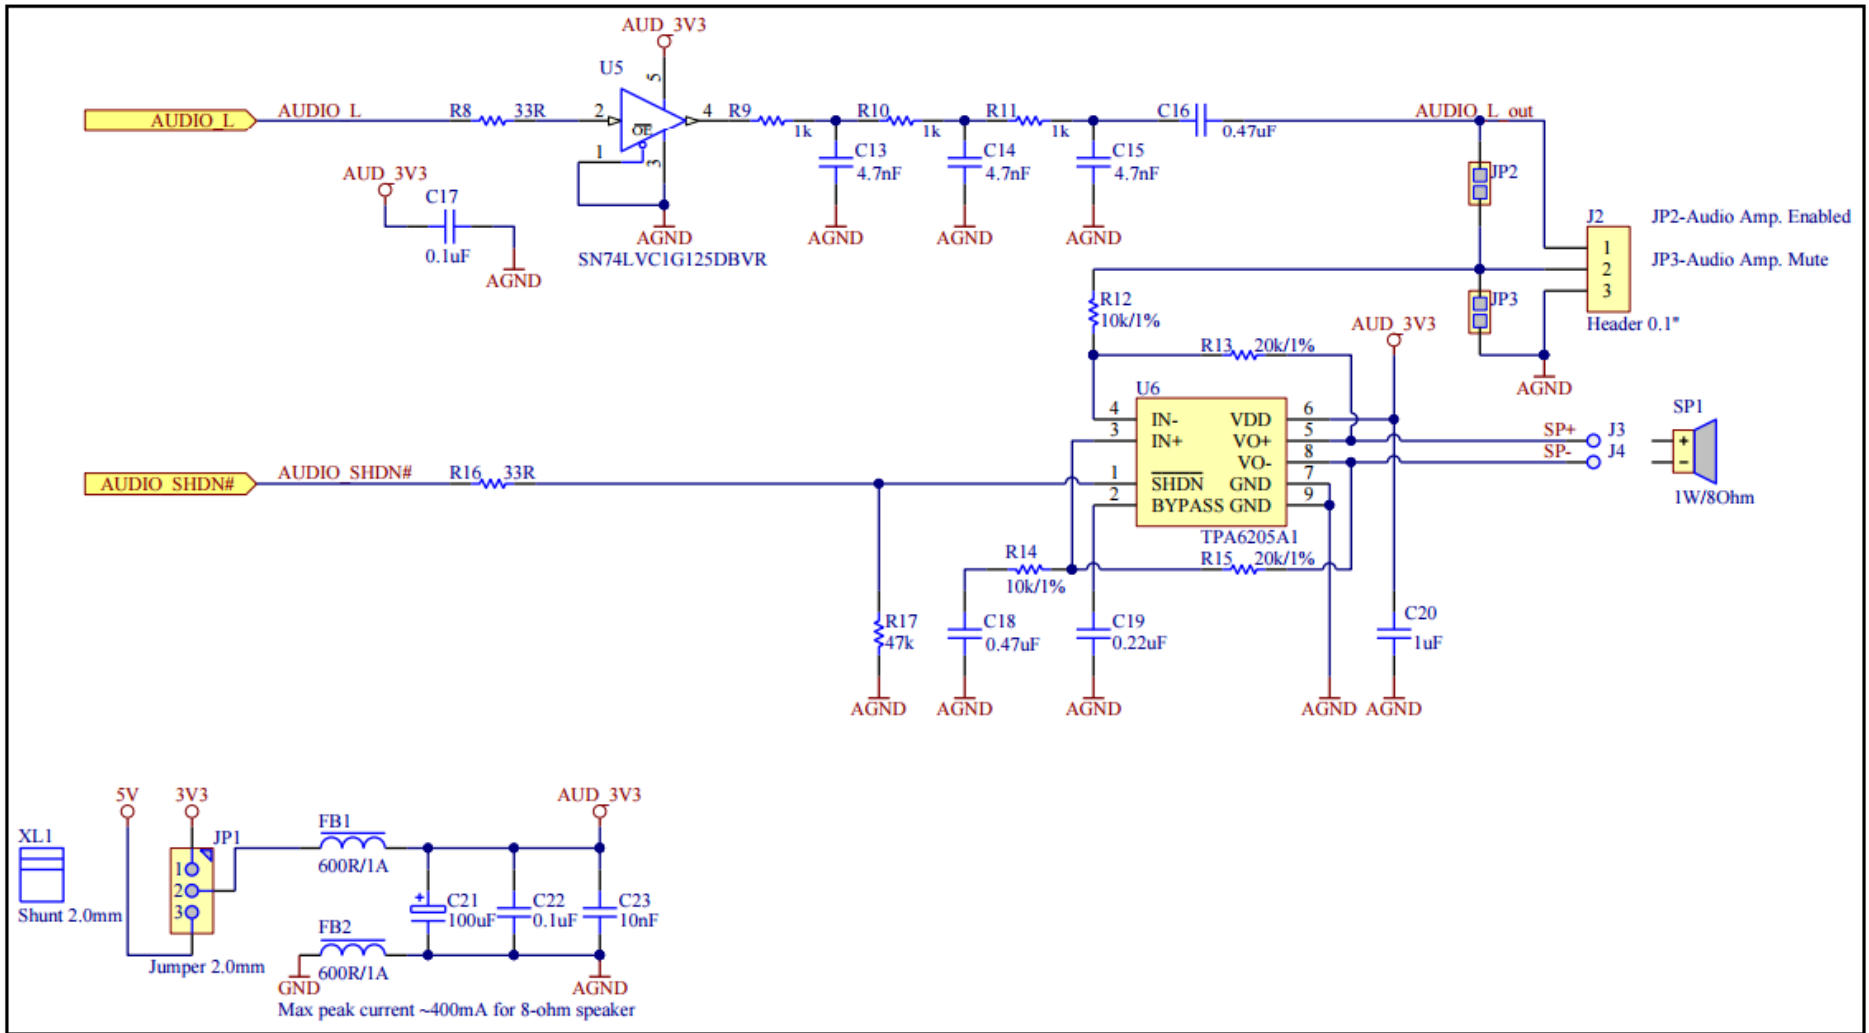 AUD_3V3
U5
5
AUDIO_L
AUDIO_L
R8
33R
2
OE
4
R9
1k
R10
1k
R11
1k
C16
0.47uF
AUDIO_L_out
1
3
C13
4.7nF
C14
4.7nF
C15
4.7nF
JP2
AUD_3V3
C17
0.1uF
AGND
AGND
SN74LVC1G125DBVR
AGND
AGND
AGND
J2
1
2
3
Header 0.1"
JP2-Audio Amp. Enabled
JP3-Audio Amp. Mute
R12
10k/1%
JP3
AUD_3V3
R13
20k/1%
AGND
U6
4
IN-
3
IN+
1
SHDN
2
BYPASS
VDD
6
VO+
5
VO-
8
GND
7
GND
9
TPA6205A1
SP+
J3
SP-
J4
SP1
+
−
1W/8Ohm
AUDIO_SHDN#
AUDIO_SHDN#
R16
33R
R14
10k/1%
R15
20k/1%
R17
47k
C18
0.47uF
C19
0.22uF
C20
1uF
AGND
AGND
AGND
AGND
AGND
5V
3V3
AUD_3V3
XL1
Shunt 2.0mm
JP1
1
2
3
Jumper 2.0mm
FB1
600R/1A
+
C21
100uF
C22
0.1uF
C23
10nF
FB2
600R/1A
GND
AGND
Max peak current ~400mA for 8-ohm speaker